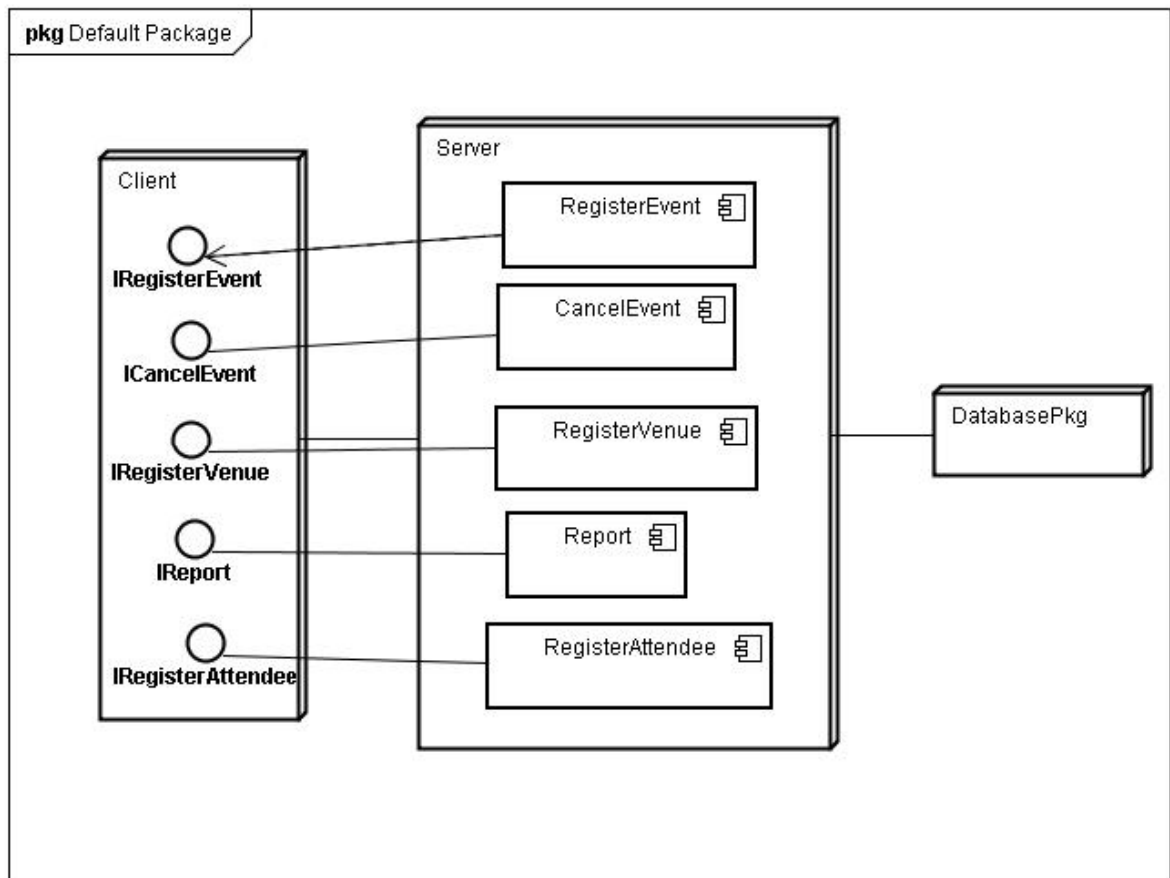 pkg Default Package
Client
IRegisterEvent
ICancelEvent
IRegisterVenue
IReport
IRegisterAttendee
Server
RegisterEvent
CancelEvent
RegisterVenue
Report
RegisterAttendee
DatabasePkg